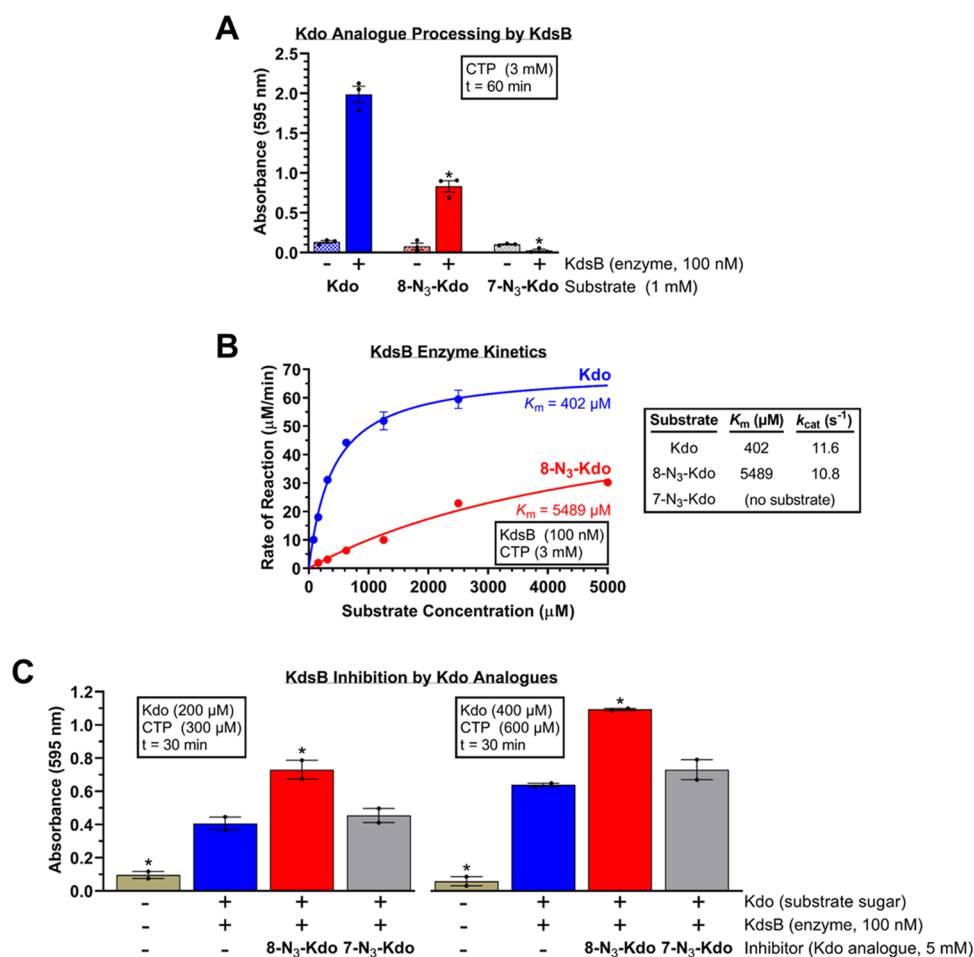 A
Kdo Analogue Processing by KdsB
CTP (3 mM)
t = 60 min
Absorbance (595 nm)
2.5
2.0
1.5
1.0
0.5
0.0
*
*
- + - + - + KdsB (enzyme, 100 nM)
Kdo 8-N₃-Kdo 7-N₃-Kdo Substrate (1 mM)
B
KdsB Enzyme Kinetics
Rate of Reaction (µM/min)
70
60
50
40
30
20
10
0
Kdo
Kₘ = 402 µM
8-N₃-Kdo
Kₘ = 5489 µM
KdsB (100 nM)
CTP (3 mM)
0 1000 2000 3000 4000 5000
Substrate Concentration (µM)
Substrate Kₘ (µM) k_cat (s⁻¹)
Kdo 402 11.6
8-N₃-Kdo 5489 10.8
7-N₃-Kdo (no substrate)
C
KdsB Inhibition by Kdo Analogues
Kdo (200 µM)
CTP (300 µM)
t = 30 min
Kdo (400 µM)
CTP (600 µM)
t = 30 min
Absorbance (595 nm)
1.2
1.0
0.8
0.6
0.4
0.2
0.0
*
*
*
*
- + + + - + + + Kdo (substrate sugar)
- + + + - + + + KdsB (enzyme, 100 nM)
- - 8-N₃-Kdo 7-N₃-Kdo - - 8-N₃-Kdo 7-N₃-Kdo Inhibitor (Kdo analogue, 5 mM)